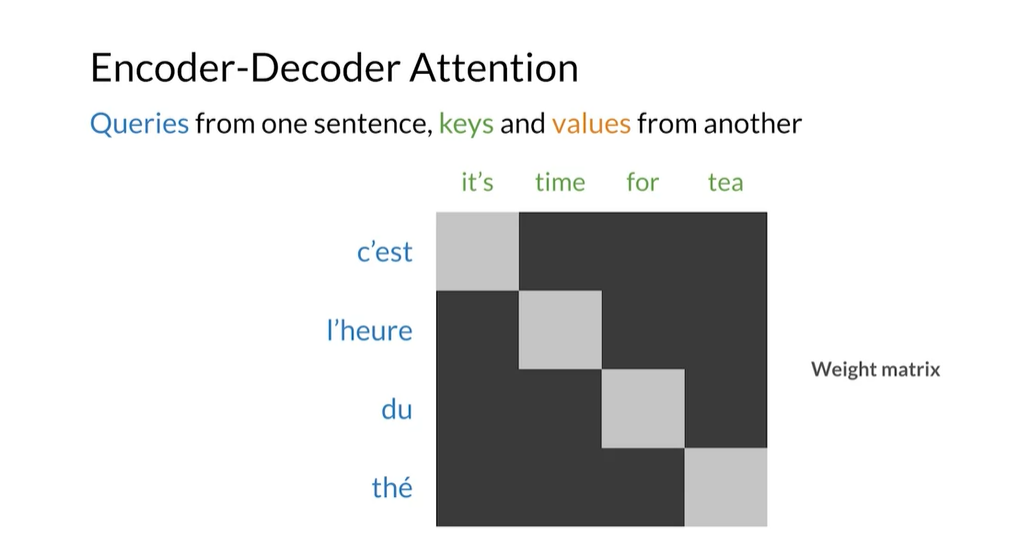 Encoder-Decoder Attention
Queries from one sentence, keys and values from another
it’s time for tea
c’est
l’heure
du
thé
Weight matrix